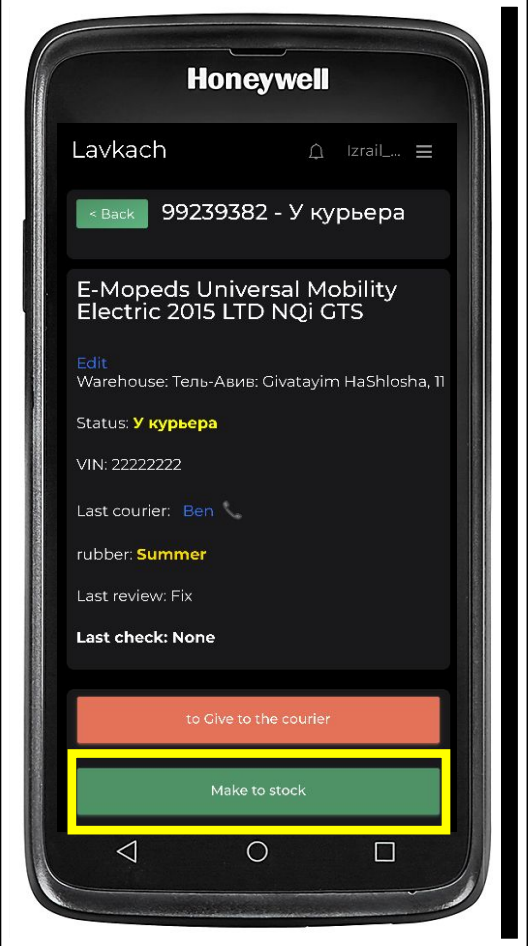 Honeywell
Lavkach Izrail_...
< Back 99239382 - У курьера
E-Mopeds Universal Mobility
Electric 2015 LTD NQi GTS
Edit
Warehouse: Тель-Авив: Givatayim HaShlosha, 11
Status: У курьера
VIN: 22222222
Last courier: Ben
rubber: Summer
Last review: Fix
Last check: None
to Give to the courier
Make to stock